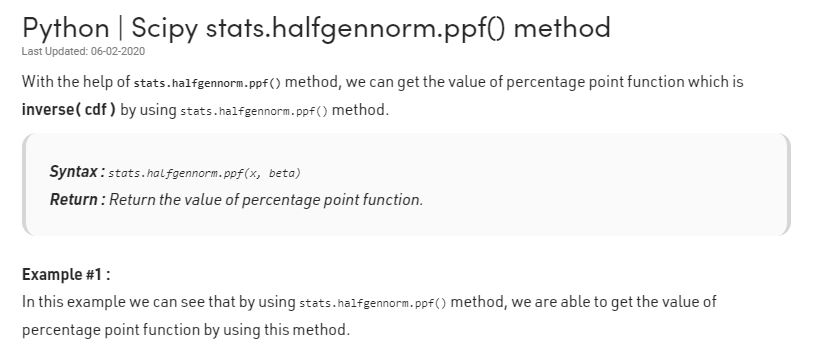 Python | Scipy stats.halfgennorm.ppf() method
Last Updated: 06-02-2020
With the help of stats.halfgennorm.ppf() method, we can get the value of percentage point function which is
inverse( cdf ) by using stats.halfgennorm.ppf() method.
Syntax : stats.halfgennorm.ppf(x, beta)
Return : Return the value of percentage point function.
Example #1 :
In this example we can see that by using stats.halfgennorm.ppf() method, we are able to get the value of
percentage point function by using this method.